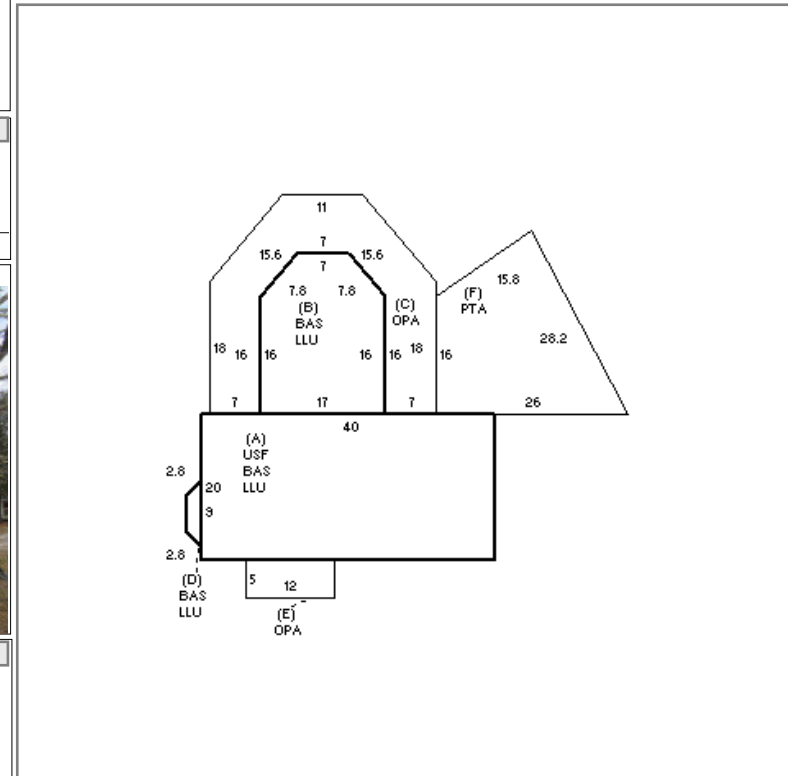 11
7
15.6 15.6
7
15.8
7.8 7.8
(B)
BAS
LLU
(C)
OPA
(F)
PTA
28.2
18 16 16 16 16 18 16
7 17 7 26
40
(A)
USF
BAS
LLU
2.8
20
9
2.8
(D)
BAS
LLU
5 12
(E)
OPA